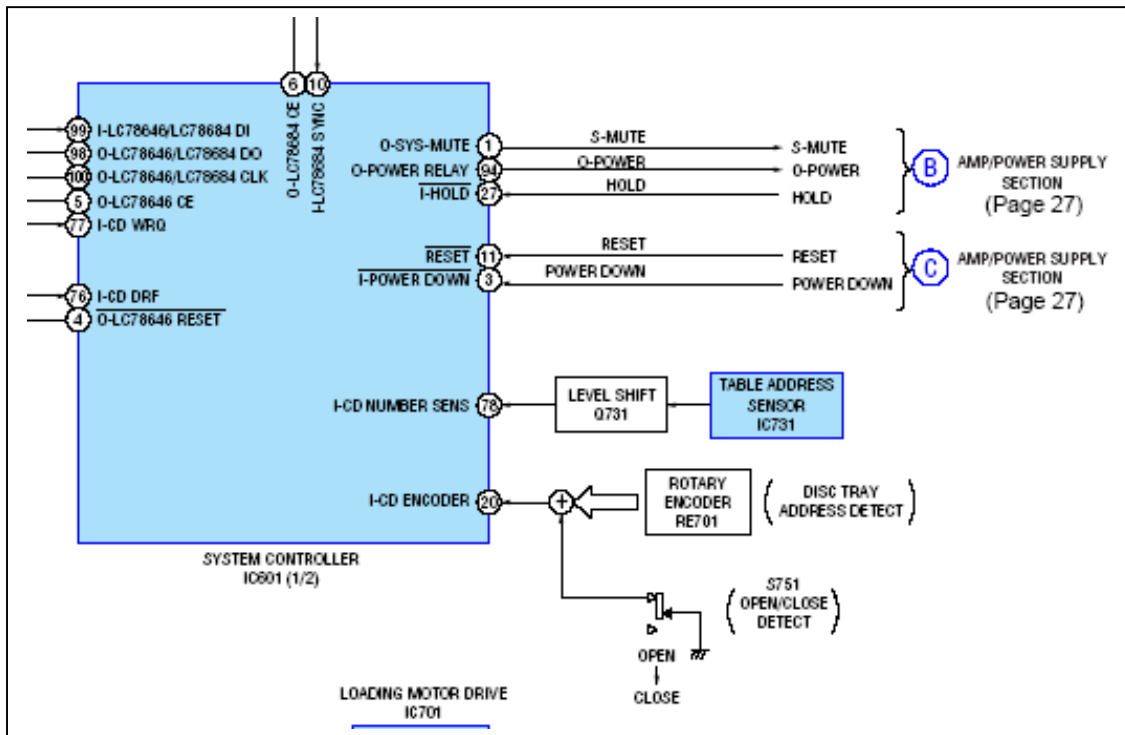 6
10
O-LC78684 CE
I-LC78684 SYNC
99 I-LC78646/LC78684 DI
98 O-LC78646/LC78684 DO
100 O-LC78646/LC78684 CLK
5 O-LC78646 CE
77 I-CD WRQ
76 I-CD DRF
4 O-LC78646 RESET
O-SYS-MUTE 1 S-MUTE S-MUTE
O-POWER RELAY 94 O-POWER O-POWER
I-HOLD 27 HOLD HOLD
B AMP/POWER SUPPLY
SECTION
(Page 27)
RESET 11 RESET RESET
I-POWER DOWN 3 POWER DOWN POWER DOWN
C AMP/POWER SUPPLY
SECTION
(Page 27)
I-CD NUMBER SENS 78
LEVEL SHIFT
Q731
TABLE ADDRESS
SENSOR
IC731
I-CD ENCODER 20
+
ROTARY
ENCODER
RE701
( DISC TRAY
ADDRESS DETECT )
SYSTEM CONTROLLER
IC601 (1/2)
( S751
OPEN/CLOSE
DETECT )
OPEN
CLOSE
LOADING MOTOR DRIVE
IC701